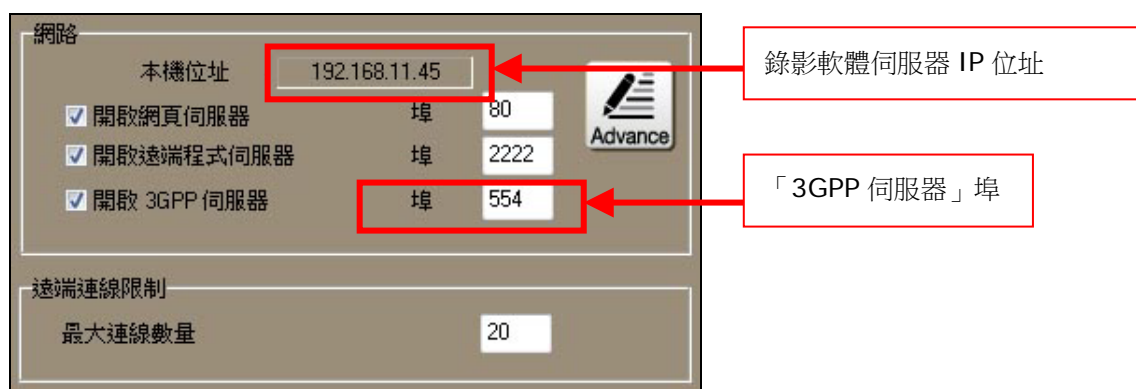 網路
本機位址 192.168.11.45
開啟網頁伺服器 埠 80
Advance
開啟遠端程式伺服器 埠 2222
開啟 3GPP 伺服器 埠 554
遠端連線限制
最大連線數量 20
錄影軟體伺服器 IP 位址
「3GPP 伺服器」埠